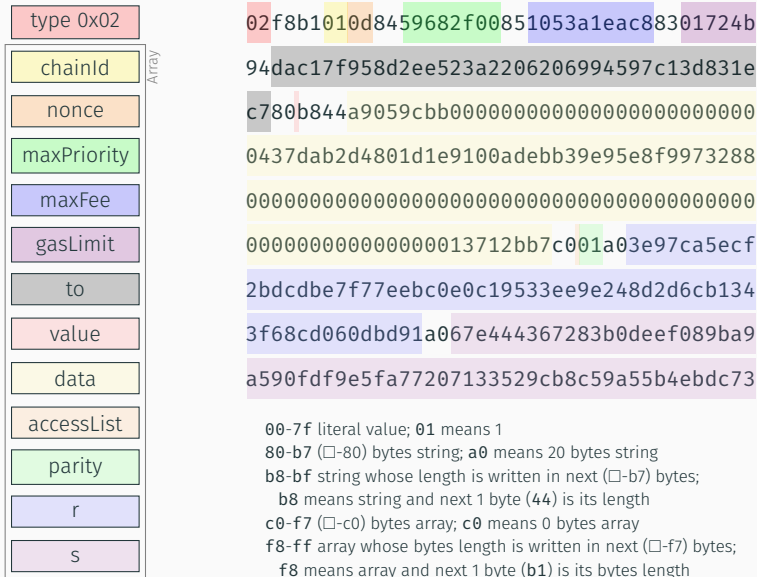 type 0x02
Array
chainId
nonce
maxPriority
maxFee
gasLimit
to
value
data
accessList
parity
r
s
02f8b1010d8459682f00851053a1eac88301724b
94dac17f958d2ee523a2206206994597c13d831e
c780b844a9059cbb000000000000000000000000
0437dab2d4801d1e9100adebb39e95e8f9973288
0000000000000000000000000000000000000000
000000000000000013712bb7c001a03e97ca5ecf
2bdcdbe7f77eebc0e0c19533ee9e248d2d6cb134
3f68cd060dbd91a067e444367283b0deef089ba9
a590fdf9e5fa77207133529cb8c59a55b4ebdc73
00-7f literal value; 01 means 1
80-b7 (□-80) bytes string; a0 means 20 bytes string
b8-bf string whose length is written in next (□-b7) bytes;
b8 means string and next 1 byte (44) is its length
c0-f7 (□-c0) bytes array; c0 means 0 bytes array
f8-ff array whose bytes length is written in next (□-f7) bytes;
f8 means array and next 1 byte (b1) is its bytes length